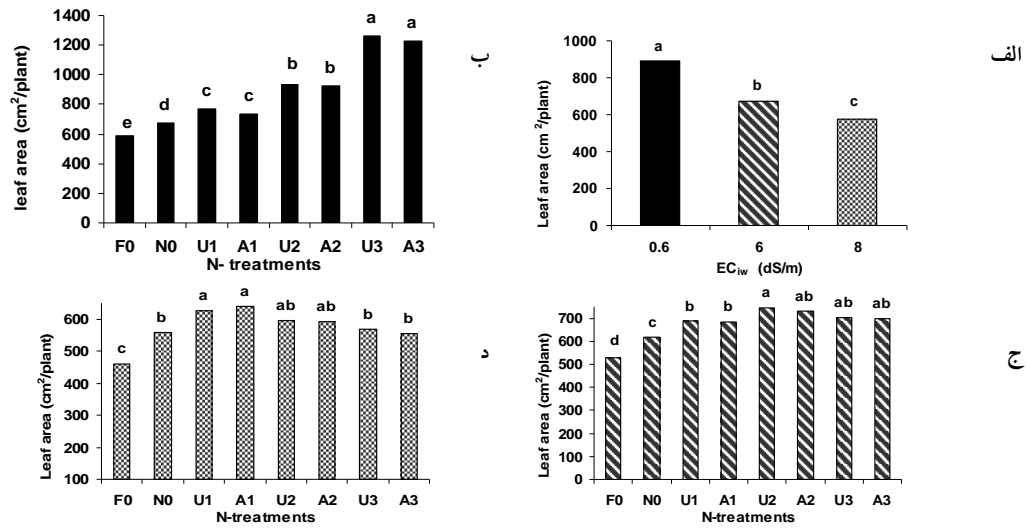 الف
Leaf area (cm²/plant)
1000
800
600
400
200
0
a
b
c
0.6 6 8
ECiw (dS/m)
ب
leaf area (cm²/plant)
1400
1200
1000
800
600
400
200
0
e d c c b b a a
F0 N0 U1 A1 U2 A2 U3 A3
N- treatments
ج
Leaf area (cm²/plant)
700
600
500
400
300
200
100
0
d c b b a ab ab ab
F0 N0 U1 A1 U2 A2 U3 A3
N-treatments
Leaf area (cm²/plant)
600
500
400
300
200
100
c b a a ab ab b b
F0 N0 U1 A1 U2 A2 U3 A3
N-treatments